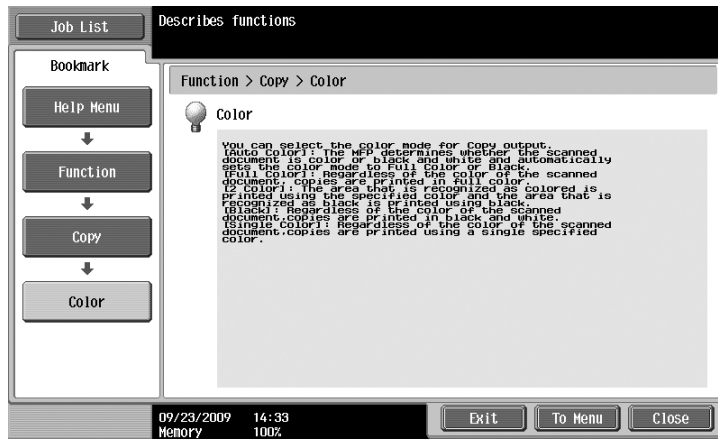 Job List
Describes functions
Bookmark
Function > Copy > Color
Help Menu
Color
Function
Copy
Color
You can select the color mode for Copy output.
[Auto Color]: The MFP determines whether the scanned
document is color or black and white and automatically
sets the color mode to Full Color or Black.
[Full Color]: Regardless of the color of the scanned
document, copies are printed in full color.
[2 Color]: The area that is recognized as colored is
printed using the specified color and the area that is
recognized as black is printed using black.
[Black]: Regardless of the color of the scanned
document,copies are printed in black and white.
[Single Color]: Regardless of the color of the scanned
document,copies are printed using a single specified
color.
09/23/2009 14:33
Memory 100%
Exit
To Menu
Close